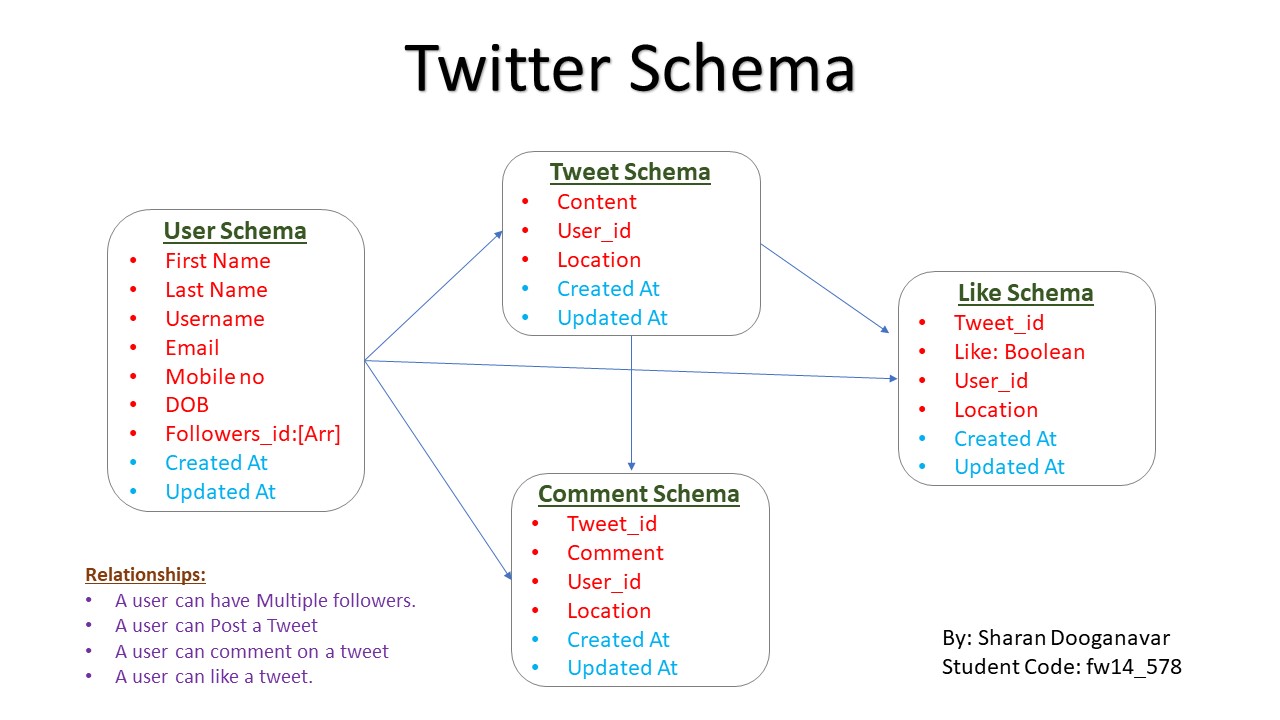 Twitter Schema
User Schema
• First Name
• Last Name
• Username
• Email
• Mobile no
• DOB
• Followers_id:[Arr]
• Created At
• Updated At
Tweet Schema
• Content
• User_id
• Location
• Created At
• Updated At
Like Schema
• Tweet_id
• Like: Boolean
• User_id
• Location
• Created At
• Updated At
Comment Schema
• Tweet_id
• Comment
• User_id
• Location
• Created At
• Updated At
Relationships:
• A user can have Multiple followers.
• A user can Post a Tweet
• A user can comment on a tweet
• A user can like a tweet.
By: Sharan Dooganavar
Student Code: fw14_578